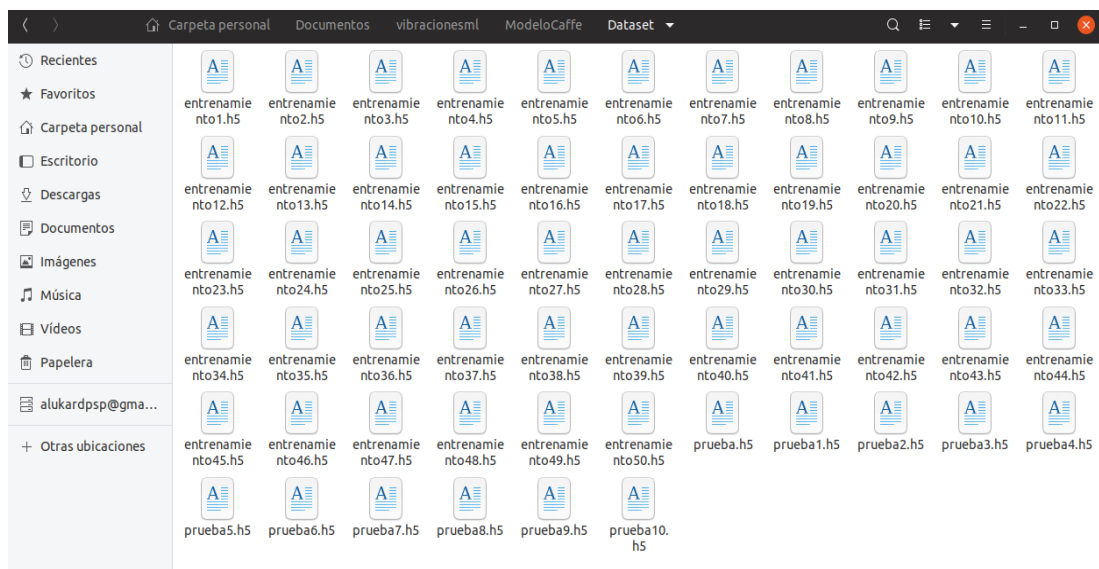 Carpeta personal Documentos vibracionesml ModeloCaffe Dataset
Recientes
Favoritos
Carpeta personal
Escritorio
Descargas
Documentos
Imágenes
Música
Vídeos
Papelera
alukardpsp@gma...
+ Otras ubicaciones
entrenamie entrenamie entrenamie entrenamie entrenamie entrenamie entrenamie entrenamie entrenamie entrenamie entrenamie
nto1.h5 nto2.h5 nto3.h5 nto4.h5 nto5.h5 nto6.h5 nto7.h5 nto8.h5 nto9.h5 nto10.h5 nto11.h5
entrenamie entrenamie entrenamie entrenamie entrenamie entrenamie entrenamie entrenamie entrenamie entrenamie entrenamie
nto12.h5 nto13.h5 nto14.h5 nto15.h5 nto16.h5 nto17.h5 nto18.h5 nto19.h5 nto20.h5 nto21.h5 nto22.h5
entrenamie entrenamie entrenamie entrenamie entrenamie entrenamie entrenamie entrenamie entrenamie entrenamie entrenamie
nto23.h5 nto24.h5 nto25.h5 nto26.h5 nto27.h5 nto28.h5 nto29.h5 nto30.h5 nto31.h5 nto32.h5 nto33.h5
entrenamie entrenamie entrenamie entrenamie entrenamie entrenamie entrenamie entrenamie entrenamie entrenamie entrenamie
nto34.h5 nto35.h5 nto36.h5 nto37.h5 nto38.h5 nto39.h5 nto40.h5 nto41.h5 nto42.h5 nto43.h5 nto44.h5
entrenamie entrenamie entrenamie entrenamie entrenamie entrenamie prueba.h5 prueba1.h5 prueba2.h5 prueba3.h5 prueba4.h5
nto45.h5 nto46.h5 nto47.h5 nto48.h5 nto49.h5 nto50.h5
prueba5.h5 prueba6.h5 prueba7.h5 prueba8.h5 prueba9.h5 prueba10.
h5